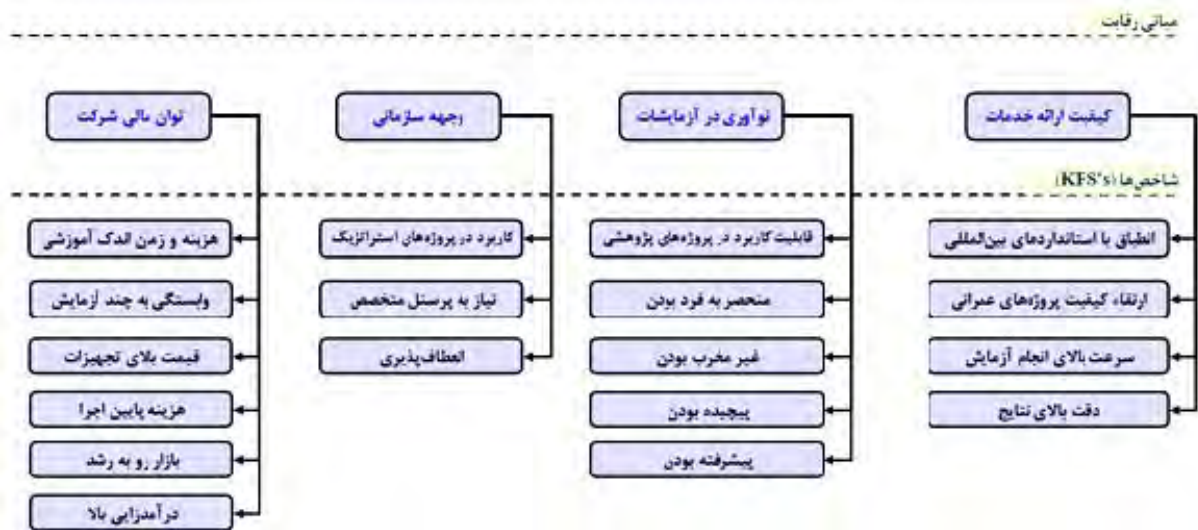 مبانی رقابت
کیفیت ارائه خدمات
نوآوری در آزمایشات
وجهه سازمانی
توان مالی شرکت
شاخص‌ها (KFS's)
انطباق با استانداردهای بین‌المللی
ارتقاء کیفیت پروژه‌های عمرانی
سرعت بالای انجام آزمایش
دقت بالای نتایج
قابلیت کاربرد در پروژه‌های پژوهشی
منحصر به فرد بودن
غیر مخرب بودن
پیچیده بودن
پیشرفته بودن
کاربرد در پروژه‌های استراتژیک
نیاز به پرسنل متخصص
انعطاف‌پذیری
هزینه و زمن اندک آموزشی
وابستگی به چند آزمایش
قیمت بالای تجهیزات
هزینه پایین اجرا
بازار رو به رشد
درآمدزایی بالا